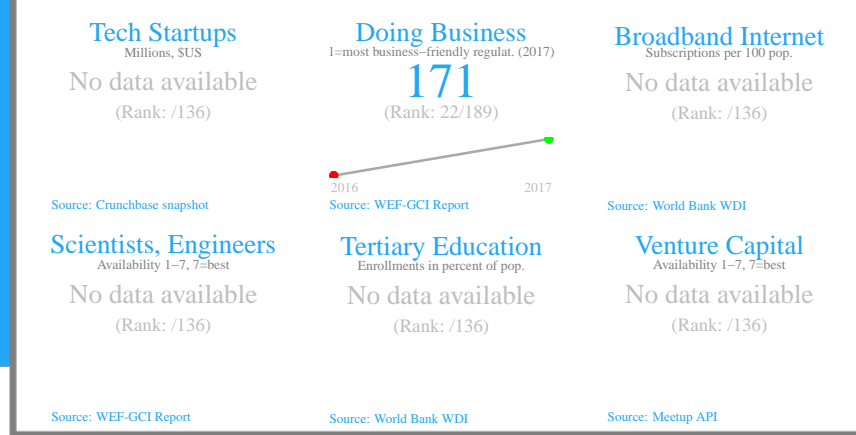 Tech Startups
Millions, $US
No data available
(Rank: /136)
Source: Crunchbase snapshot
Doing Business
1=most business−friendly regulat. (2017)
171
(Rank: 22/189)
2016 2017
Source: WEF-GCI Report
Broadband Internet
Subscriptions per 100 pop.
No data available
(Rank: /136)
Source: World Bank WDI
Scientists, Engineers
Availability 1−7, 7=best
No data available
(Rank: /136)
Source: WEF-GCI Report
Tertiary Education
Enrollments in percent of pop.
No data available
(Rank: /136)
Source: World Bank WDI
Venture Capital
Availability 1−7, 7=best
No data available
(Rank: /136)
Source: Meetup API